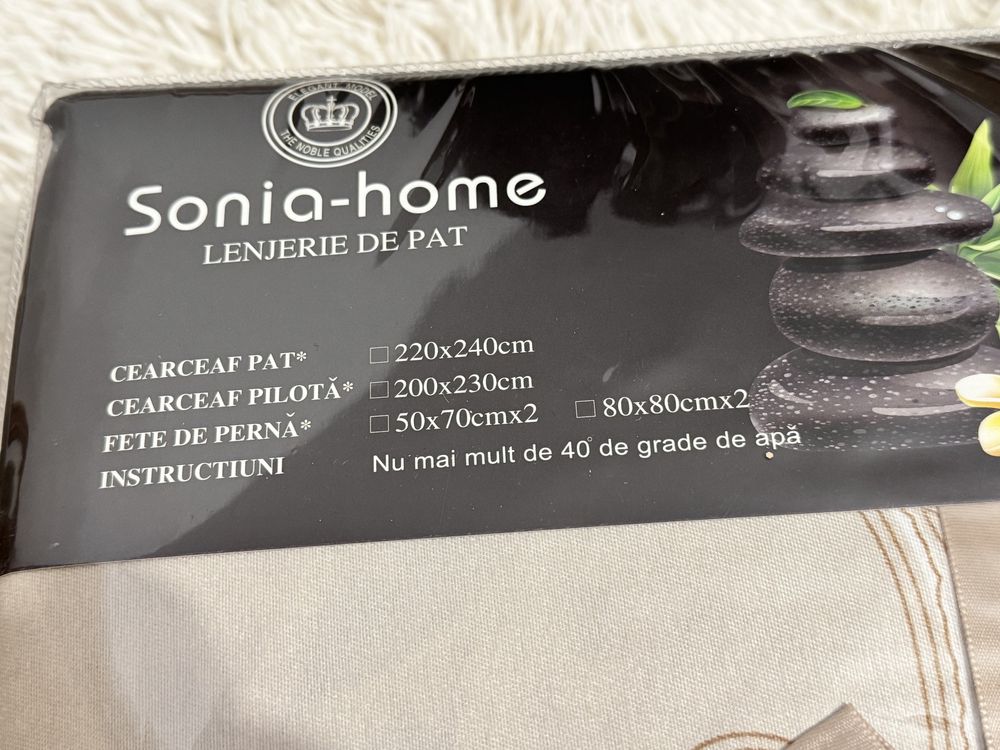 ELEGANT MODEL
THE NOBLE QUALITIES
Sonia-home
LENJERIE DE PAT
CEARCEAF PAT* □ 220x240cm
CEARCEAF PILOTĂ* □ 200x230cm
FETE DE PERNĂ* □ 50x70cmx2 □ 80x80cmx2
INSTRUCTIUNI Nu mai mult de 40° de grade de apă